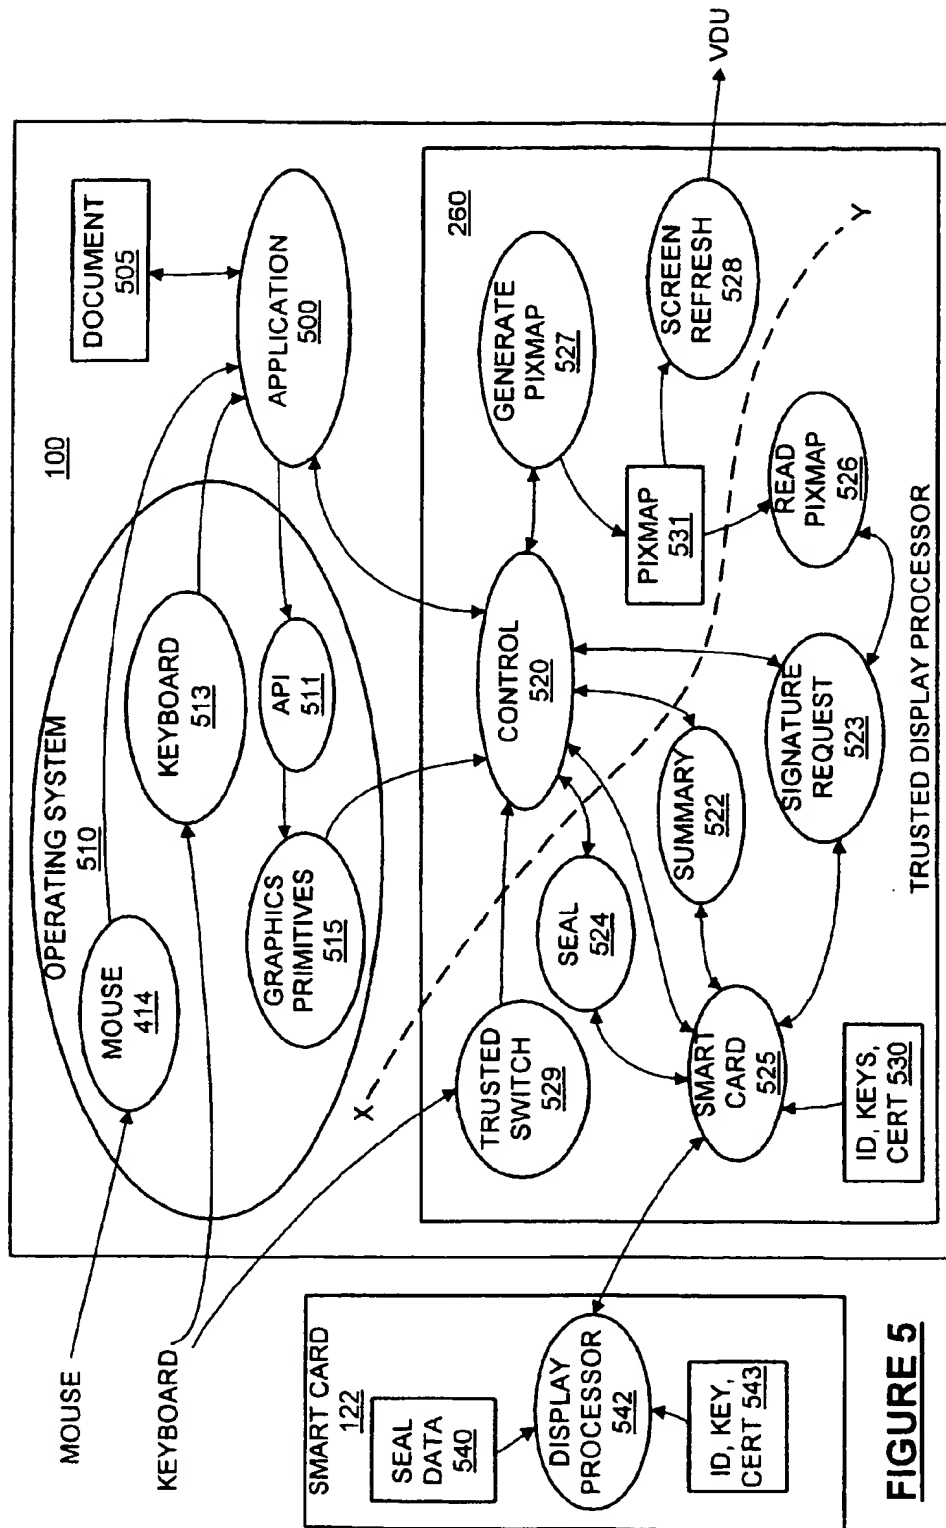 MOUSE
KEYBOARD
100
OPERATING SYSTEM
510
MOUSE
414
KEYBOARD
513
GRAPHICS
PRIMITIVES
515
API
511
DOCUMENT
505
APPLICATION
500
X
260
TRUSTED
SWITCH
529
CONTROL
520
GENERATE
PIXMAP
527
SEAL
524
PIXMAP
531
SCREEN
REFRESH
528
VDU
SMART
CARD
525
SUMMARY
522
SIGNATURE
REQUEST
523
READ
PIXMAP
526
Y
ID, KEYS,
CERT 530
TRUSTED DISPLAY PROCESSOR
SMART CARD
122
SEAL
DATA
540
DISPLAY
PROCESSOR
542
ID, KEY,
CERT 543
FIGURE 5